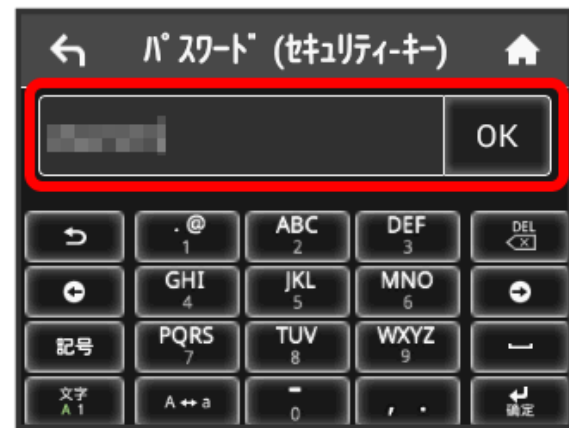 パスワード (セキュリティ-キー)
OK
. @ ABC DEF DEL
1 2 3
GHI JKL MNO
4 5 6
記号 PQRS TUV WXYZ
7 8 9
文字 A ↔ a - , .
A 1 0 確定